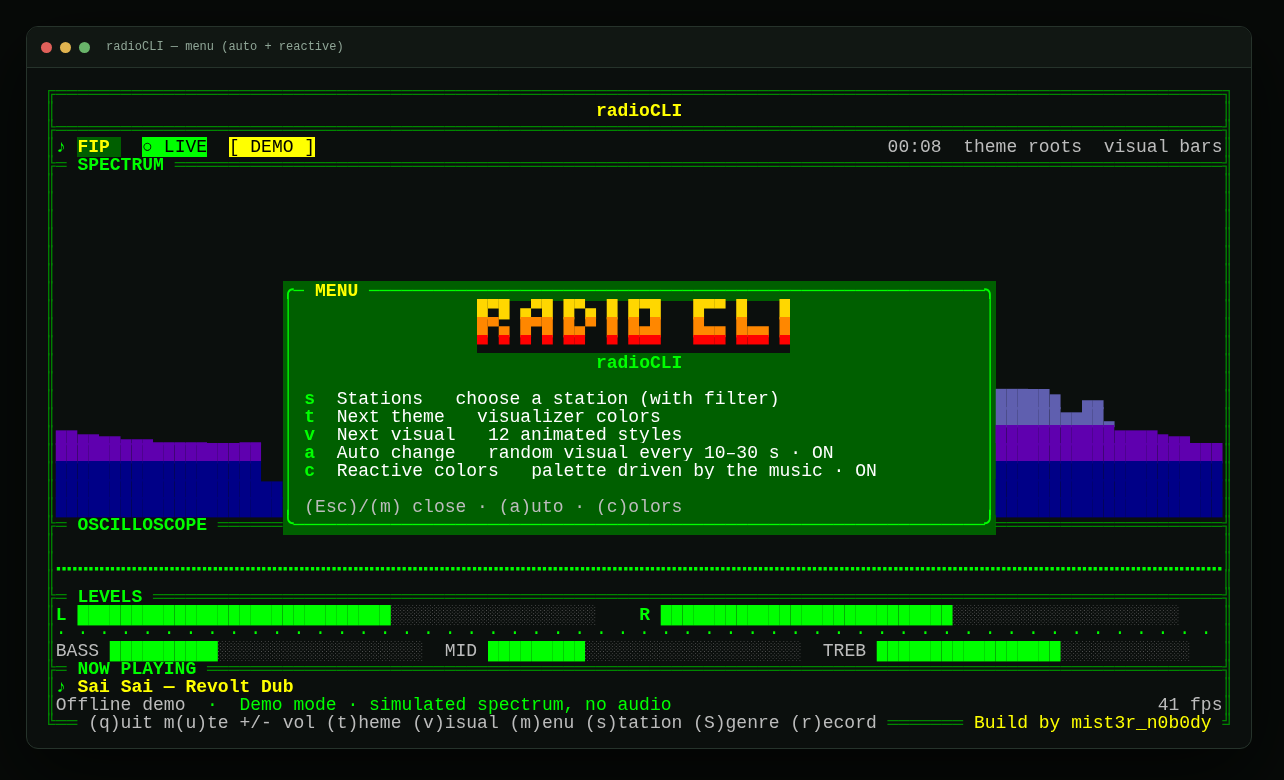 radioCLI — menu (auto + reactive)
radioCLI
♪ FIP ○ LIVE [ DEMO ] 00:08 theme roots visual bars
SPECTRUM
MENU
RADIO CLI
radioCLI
s Stations choose a station (with filter)
t Next theme visualizer colors
v Next visual 12 animated styles
a Auto change random visual every 10–30 s · ON
c Reactive colors palette driven by the music · ON
(Esc)/(m) close · (a)uto · (c)olors
OSCILLOSCOPE
LEVELS
L R
BASS MID TREB
NOW PLAYING
♪ Sai Sai — Revolt Dub
Offline demo · Demo mode · simulated spectrum, no audio 41 fps
(q)uit m(u)te +/- vol (t)heme (v)isual (m)enu (s)tation (S)genre (r)ecord Build by mist3r_n0b0dy